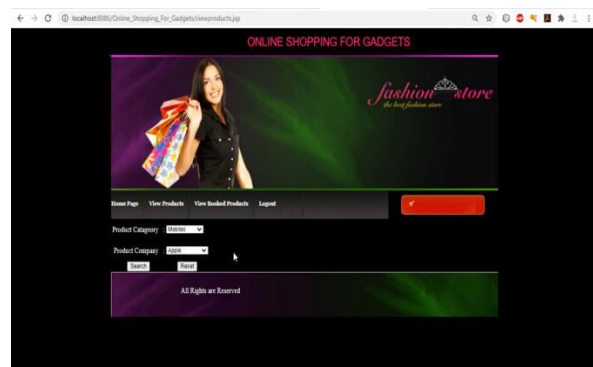 localhost:8086/Online_Shopping_For_Gadgets/viewproducts.jsp
ONLINE SHOPPING FOR GADGETS
fashion store
the best fashion store
Home Page View Products View Booked Products Logout
Product Catagrory : Mobiles
Product Company : Apple
Search Reset
All Rights are Reserved